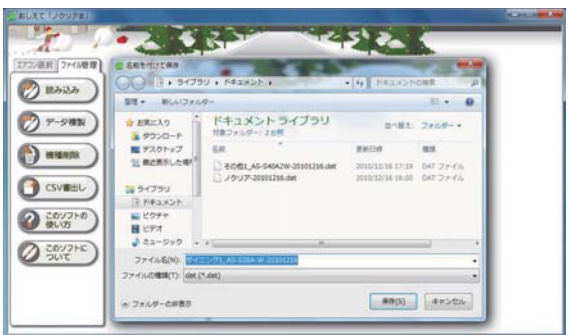 おしえて「ノクリア」
エアコン選択 ファイル管理
読み込み
データ複製
機種削除
CSV書出し
このソフトの
使い方
このソフトに
ついて
名前を付けて保存
ライブラリ ドキュメント
ドキュメントの検索
整理 新しいフォルダー
お気に入り
ダウンロード
デスクトップ
最近表示した場所
ライブラリ
ドキュメント
ピクチャ
ビデオ
ミュージック
ドキュメント ライブラリ
対象フォルダー: 2 か所
並べ替え: フォルダー
名前 更新日時 種類
その他1_AS-S40A2W-20101216.dat 2010/12/16 17:19 DAT ファイル
ノクリア-20101216.dat 2010/12/16 16:00 DAT ファイル
ファイル名(N): ダイニング1_AS-S28A-W-20101216
ファイルの種類(T): dat (*.dat)
フォルダーの非表示
保存(S) キャンセル